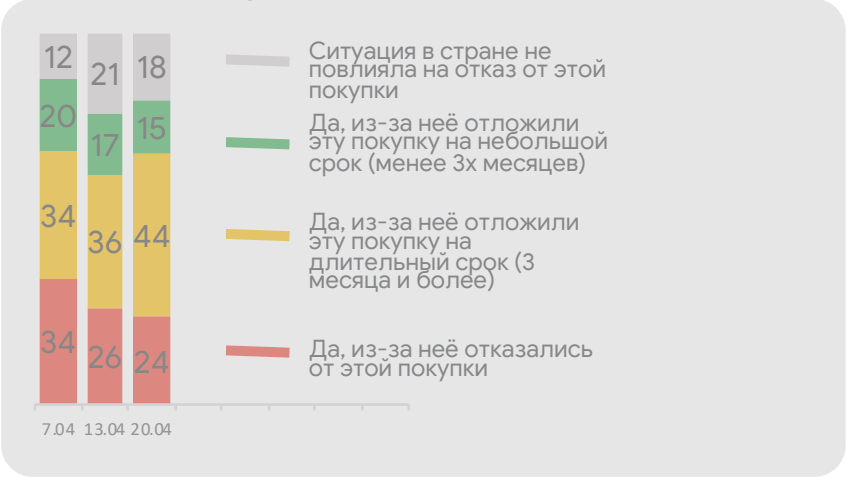 12
21
18
20
17
15
34
36
44
34
26
24
7.04 13.04 20.04
Ситуация в стране не
повлияла на отказ от этой
покупки
Да, из-за неё отложили
эту покупку на небольшой
срок (менее 3х месяцев)
Да, из-за неё отложили
эту покупку на
длительный срок (3
месяца и более)
Да, из-за неё отказались
от этой покупки